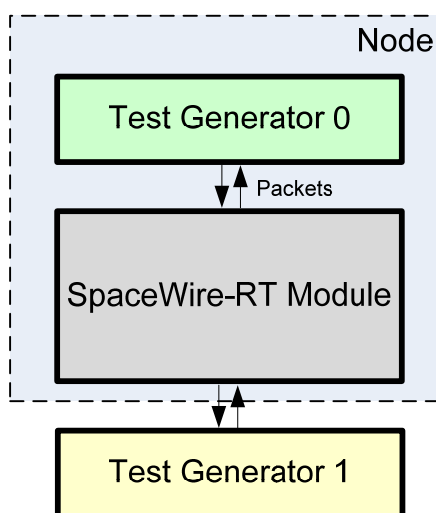 Node
Test Generator 0
Packets
SpaceWire-RT Module
Test Generator 1